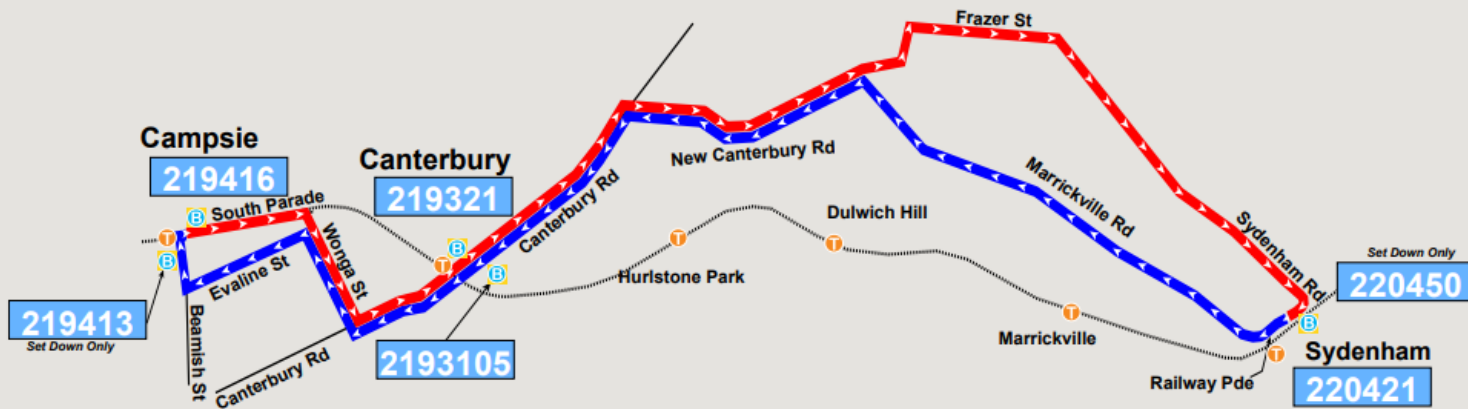 Frazer St
Campsie
219416
Canterbury
219321
South Parade
Wonga St
Evaline St
219413
Set Down Only
Beamish St
Canterbury Rd
Canterbury Rd
2193105
New Canterbury Rd
Hurlstone Park
Dulwich Hill
Marrickville Rd
Marrickville
Sydenham Rd
Set Down Only
220450
Railway Pde
Sydenham
220421
B
B
B
B
B
T
T
T
T
T
T